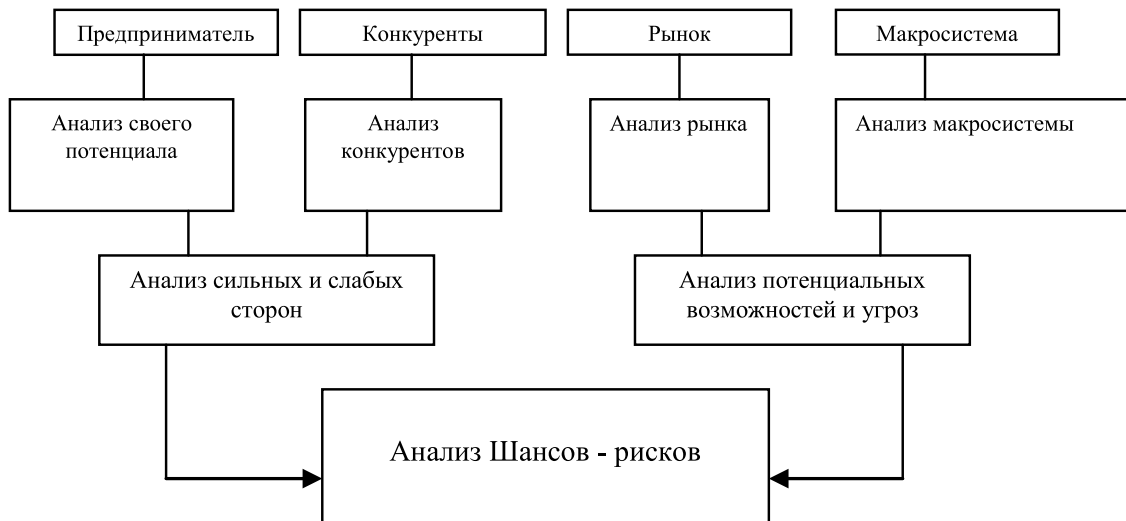 Предприниматель
Конкуренты
Рынок
Макросистема
Анализ своего
потенциала
Анализ
конкурентов
Анализ рынка
Анализ макросистемы
Анализ сильных и слабых
сторон
Анализ потенциальных
возможностей и угроз
Анализ Шансов - рисков